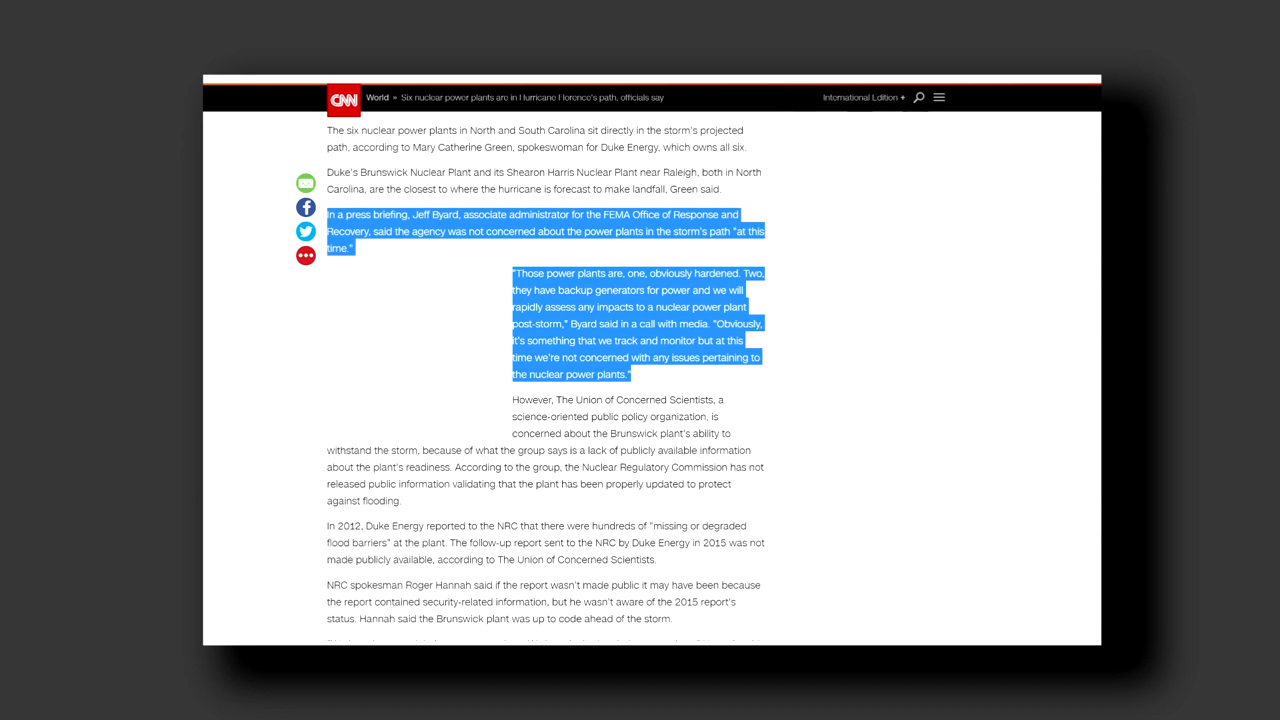 CNN World » Six nuclear power plants are in Hurricane Florence's path, officials say International Edition +
The six nuclear power plants in North and South Carolina sit directly in the storm's projected
path, according to Mary Catherine Green, spokeswoman for Duke Energy, which owns all six.
Duke's Brunswick Nuclear Plant and its Shearon Harris Nuclear Plant near Raleigh, both in North
Carolina, are the closest to where the hurricane is forecast to make landfall, Green said.
In a press briefing, Jeff Byard, associate administrator for the FEMA Office of Response and
Recovery, said the agency was not concerned about the power plants in the storm's path "at this
time."
"Those power plants are, one, obviously hardened. Two,
they have backup generators for power and we will
rapidly assess any impacts to a nuclear power plant
post-storm," Byard said in a call with media. "Obviously,
it's something that we track and monitor but at this
time we're not concerned with any issues pertaining to
the nuclear power plants."
However, The Union of Concerned Scientists, a
science-oriented public policy organization, is
concerned about the Brunswick plant's ability to
withstand the storm, because of what the group says is a lack of publicly available information
about the plant's readiness. According to the group, the Nuclear Regulatory Commission has not
released public information validating that the plant has been properly updated to protect
against flooding.
In 2012, Duke Energy reported to the NRC that there were hundreds of "missing or degraded
flood barriers" at the plant. The follow-up report sent to the NRC by Duke Energy in 2015 was not
made publicly available, according to The Union of Concerned Scientists.
NRC spokesman Roger Hannah said if the report wasn't made public it may have been because
the report contained security-related information, but he wasn't aware of the 2015 report's
status. Hannah said the Brunswick plant was up to code ahead of the storm.